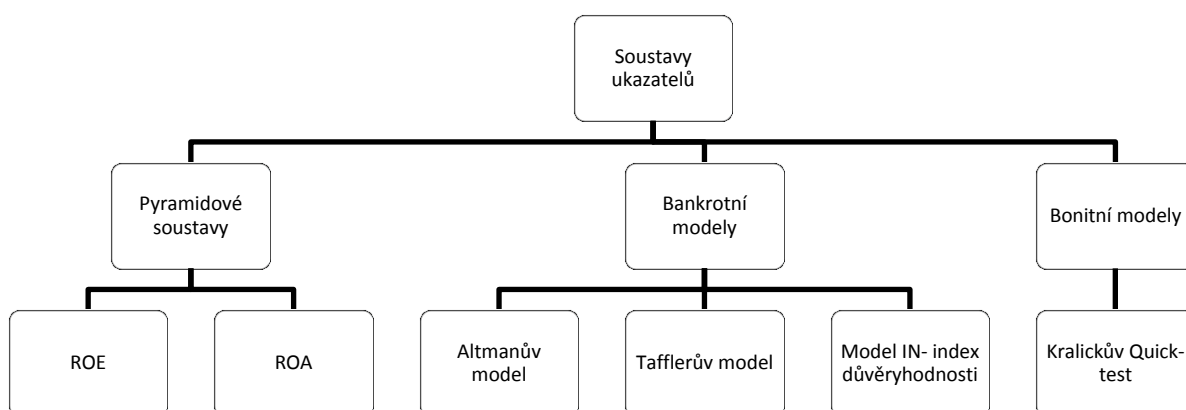 Soustavy
ukazatelů
Pyramidové
soustavy
Bankrotní
modely
Bonitní modely
ROE
ROA
Altmanův
model
Tafflerův model
Model IN- index
důvěryhodnosti
Kralickův Quick-
test